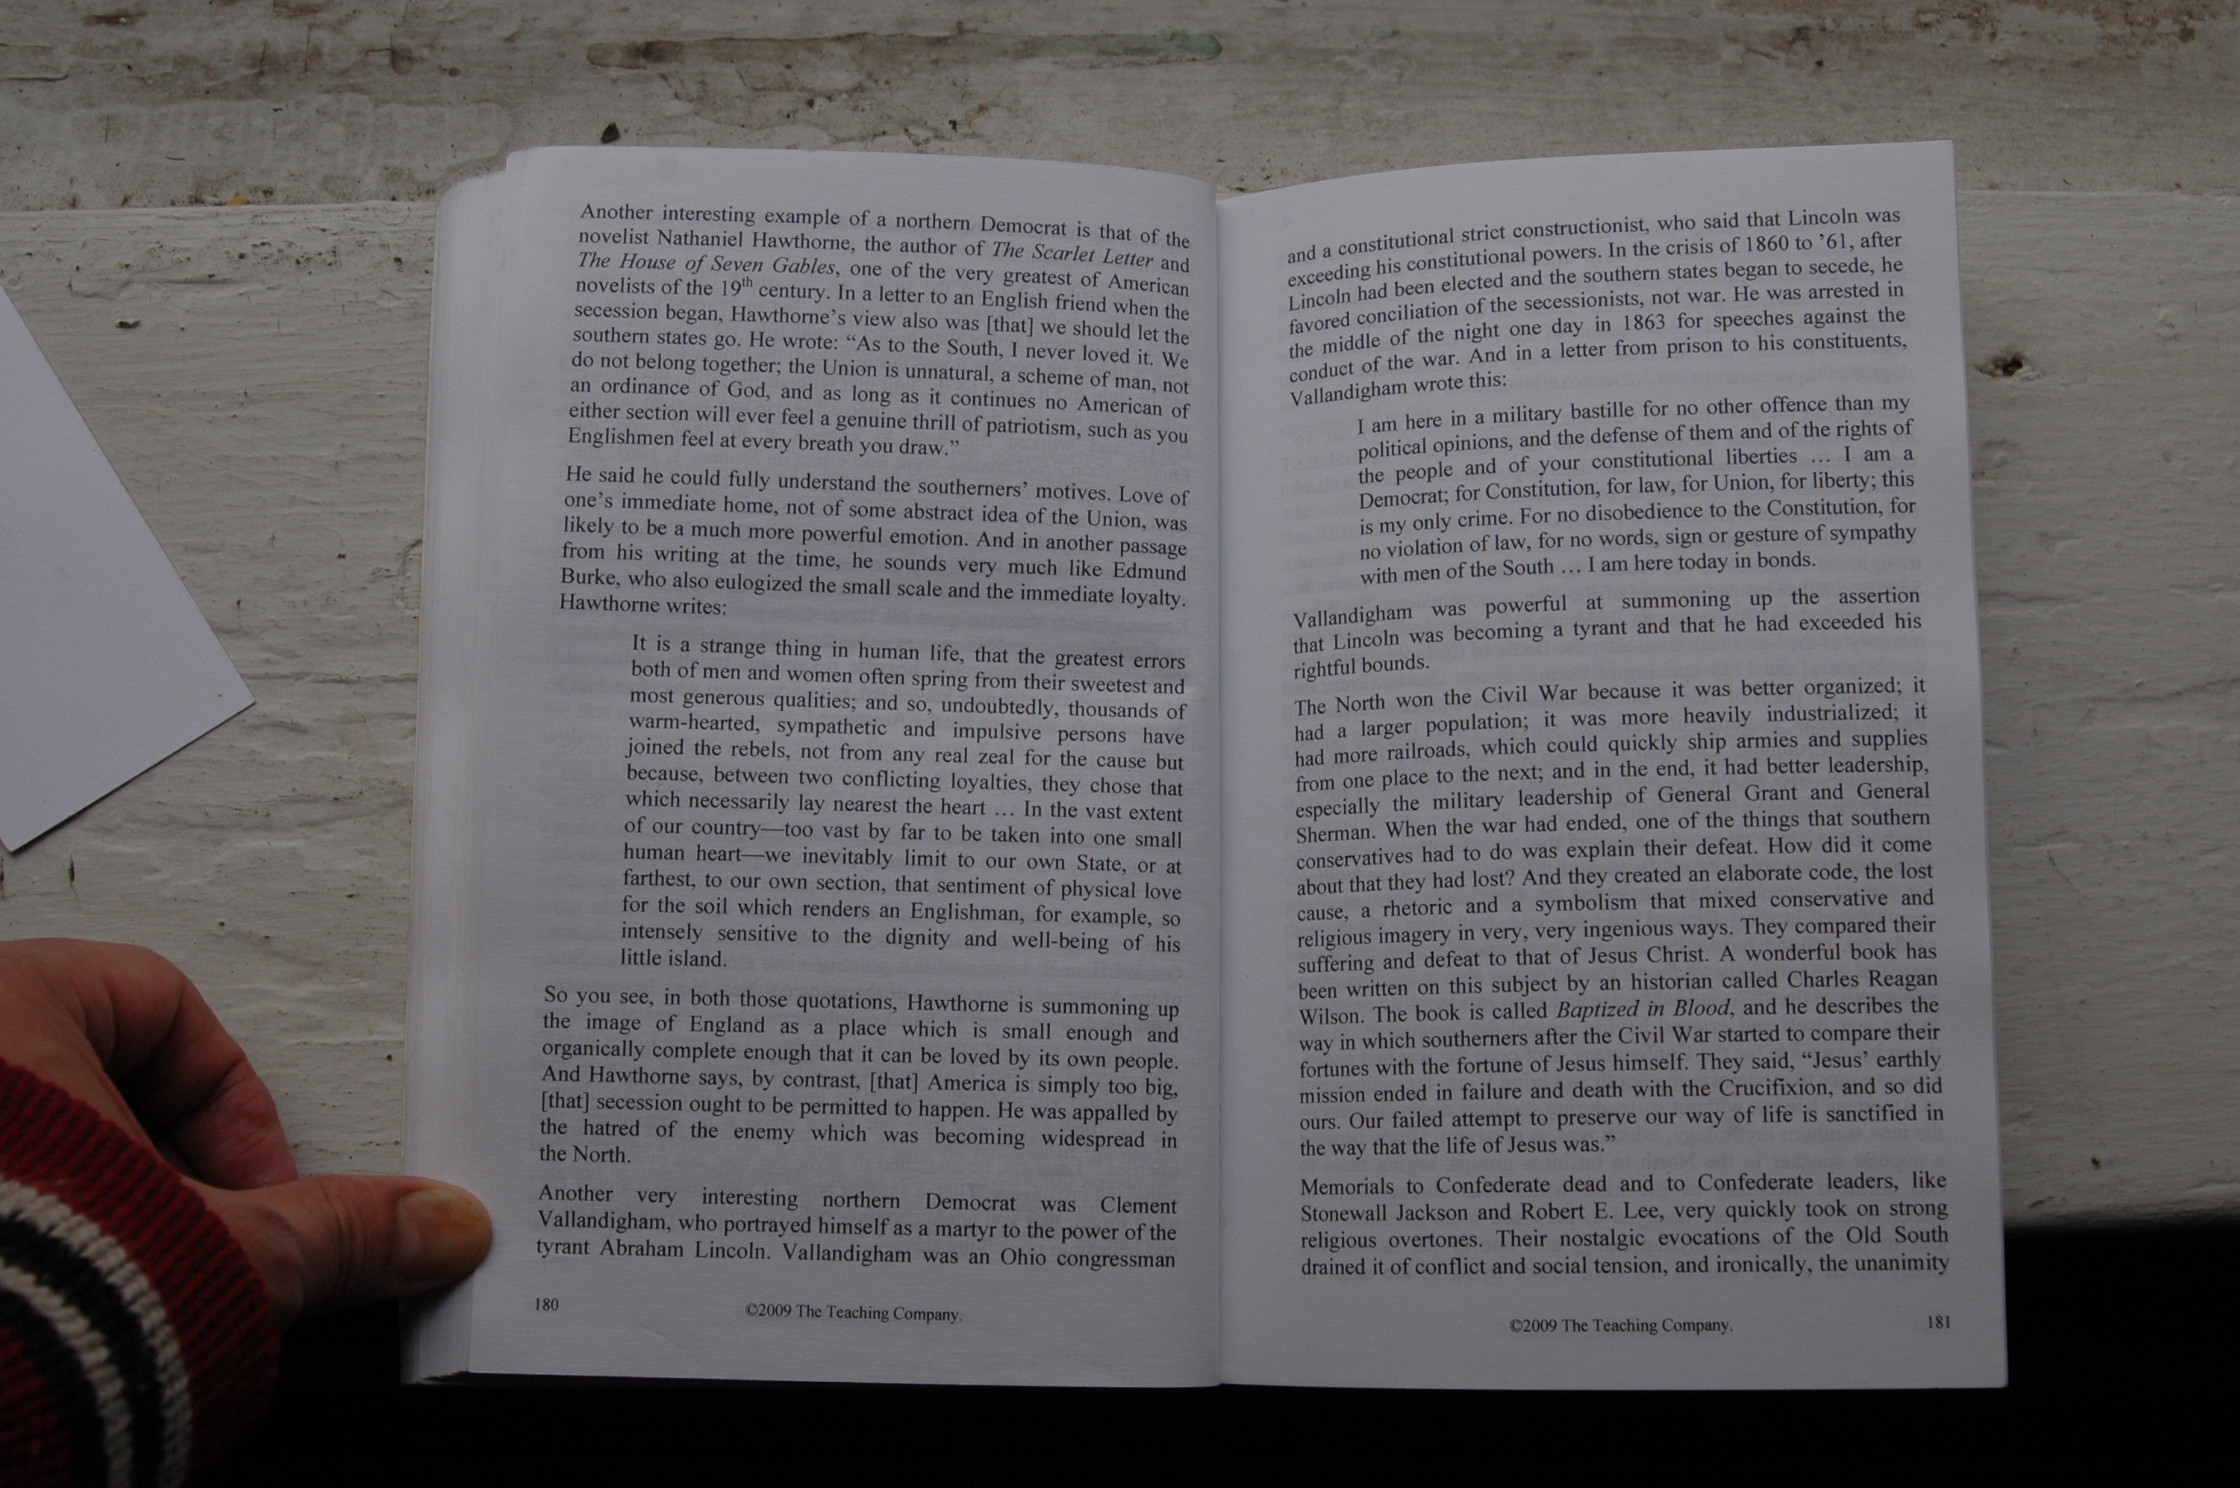 Another interesting example of a northern Democrat is that of the
novelist Nathaniel Hawthorne, the author of The Scarlet Letter and
The House of Seven Gables, one of the very greatest of American
novelists of the 19th century. In a letter to an English friend when the
secession began, Hawthorne's view also was [that] we should let the
southern states go. He wrote: “As to the South, I never loved it. We
do not belong together; the Union is unnatural, a scheme of man, not
an ordinance of God, and as long as it continues no American of
either section will ever feel a genuine thrill of patriotism, such as you
Englishmen feel at every breath you draw.”
He said he could fully understand the southerners’ motives. Love of
one’s immediate home, not of some abstract idea of the Union, was
likely to be a much more powerful emotion. And in another passage
from his writing at the time, he sounds very much like Edmund
Burke, who also eulogized the small scale and the immediate loyalty.
Hawthorne writes:
It is a strange thing in human life, that the greatest errors
both of men and women often spring from their sweetest and
most generous qualities; and so, undoubtedly, thousands of
warm-hearted, sympathetic and impulsive persons have
joined the rebels, not from any real zeal for the cause but
because, between two conflicting loyalties, they chose that
which necessarily lay nearest the heart … In the vast extent
of our country—too vast by far to be taken into one small
human heart—we inevitably limit to our own State, or at
farthest, to our own section, that sentiment of physical love
for the soil which renders an Englishman, for example, so
intensely sensitive to the dignity and well-being of his
little island.
So you see, in both those quotations, Hawthorne is summoning up
the image of England as a place which is small enough and
organically complete enough that it can be loved by its own people.
And Hawthorne says, by contrast, [that] America is simply too big,
[that] secession ought to be permitted to happen. He was appalled by
the hatred of the enemy which was becoming widespread in
the North.
Another very interesting northern Democrat was Clement
Vallandigham, who portrayed himself as a martyr to the power of the
tyrant Abraham Lincoln. Vallandigham was an Ohio congressman
180
©2009 The Teaching Company.
and a constitutional strict constructionist, who said that Lincoln was
exceeding his constitutional powers. In the crisis of 1860 to ’61, after
Lincoln had been elected and the southern states began to secede, he
favored conciliation of the secessionists, not war. He was arrested in
the middle of the night one day in 1863 for speeches against the
conduct of the war. And in a letter from prison to his constituents,
Vallandigham wrote this:
I am here in a military bastille for no other offence than my
political opinions, and the defense of them and of the rights of
the people and of your constitutional liberties … I am a
Democrat; for Constitution, for law, for Union, for liberty; this
is my only crime. For no disobedience to the Constitution, for
no violation of law, for no words, sign or gesture of sympathy
with men of the South … I am here today in bonds.
Vallandigham was powerful at summoning up the assertion
that Lincoln was becoming a tyrant and that he had exceeded his
rightful bounds.
The North won the Civil War because it was better organized; it
had a larger population; it was more heavily industrialized; it
had more railroads, which could quickly ship armies and supplies
from one place to the next; and in the end, it had better leadership,
especially the military leadership of General Grant and General
Sherman. When the war had ended, one of the things that southern
conservatives had to do was explain their defeat. How did it come
about that they had lost? And they created an elaborate code, the lost
cause, a rhetoric and a symbolism that mixed conservative and
religious imagery in very, very ingenious ways. They compared their
suffering and defeat to that of Jesus Christ. A wonderful book has
been written on this subject by an historian called Charles Reagan
Wilson. The book is called Baptized in Blood, and he describes the
way in which southerners after the Civil War started to compare their
fortunes with the fortune of Jesus himself. They said, “Jesus’ earthly
mission ended in failure and death with the Crucifixion, and so did
ours. Our failed attempt to preserve our way of life is sanctified in
the way that the life of Jesus was.”
Memorials to Confederate dead and to Confederate leaders, like
Stonewall Jackson and Robert E. Lee, very quickly took on strong
religious overtones. Their nostalgic evocations of the Old South
drained it of conflict and social tension, and ironically, the unanimity
©2009 The Teaching Company.
181